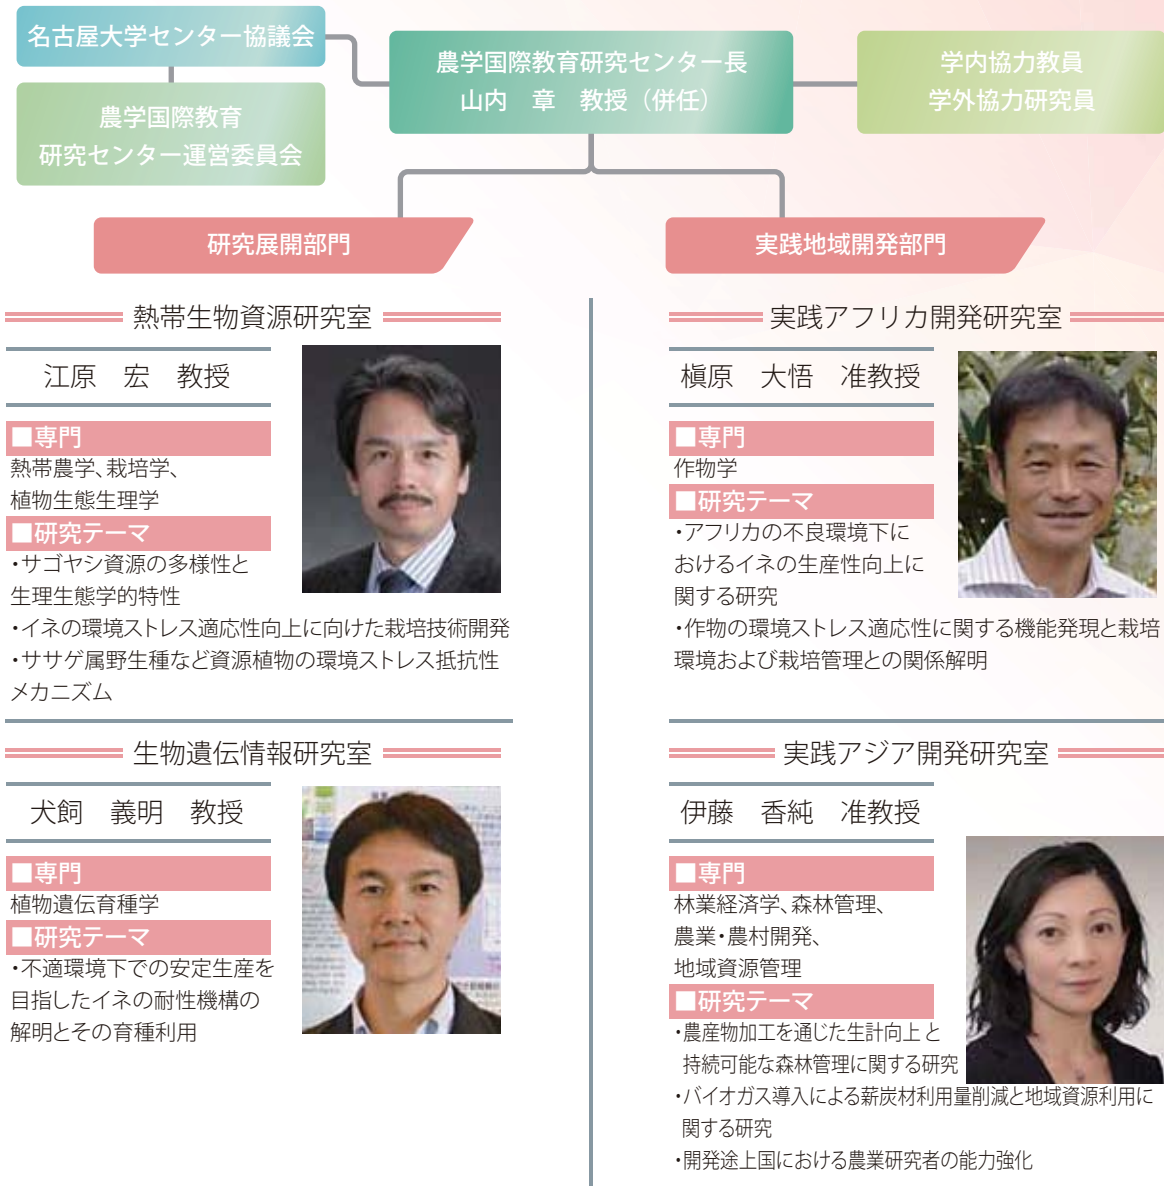 名古屋大学センター協議会
農学国際教育
研究センター運営委員会
農学国際教育研究センター長
山内　章　教授（併任）
学内協力教員
学外協力研究員
研究展開部門
実践地域開発部門
熱帯生物資源研究室
江原　宏　教授
■専門
熱帯農学、栽培学、
植物生態生理学
■研究テーマ
・サゴヤシ資源の多様性と
生理生態学的特性
・イネの環境ストレス適応性向上に向けた栽培技術開発
・ササゲ属野生種など資源植物の環境ストレス抵抗性
メカニズム
生物遺伝情報研究室
犬飼　義明　教授
■専門
植物遺伝育種学
■研究テーマ
・不適環境下での安定生産を
目指したイネの耐性機構の
解明とその育種利用
実践アフリカ開発研究室
槇原　大悟　准教授
■専門
作物学
■研究テーマ
・アフリカの不良環境下に
おけるイネの生産性向上に
関する研究
・作物の環境ストレス適応性に関する機能発現と栽培
環境および栽培管理との関係解明
実践アジア開発研究室
伊藤　香純　准教授
■専門
林業経済学、森林管理、
農業・農村開発、
地域資源管理
■研究テーマ
・農産物加工を通じた生計向上と
持続可能な森林管理に関する研究
・バイオガス導入による薪炭材利用量削減と地域資源利用に
関する研究
・開発途上国における農業研究者の能力強化